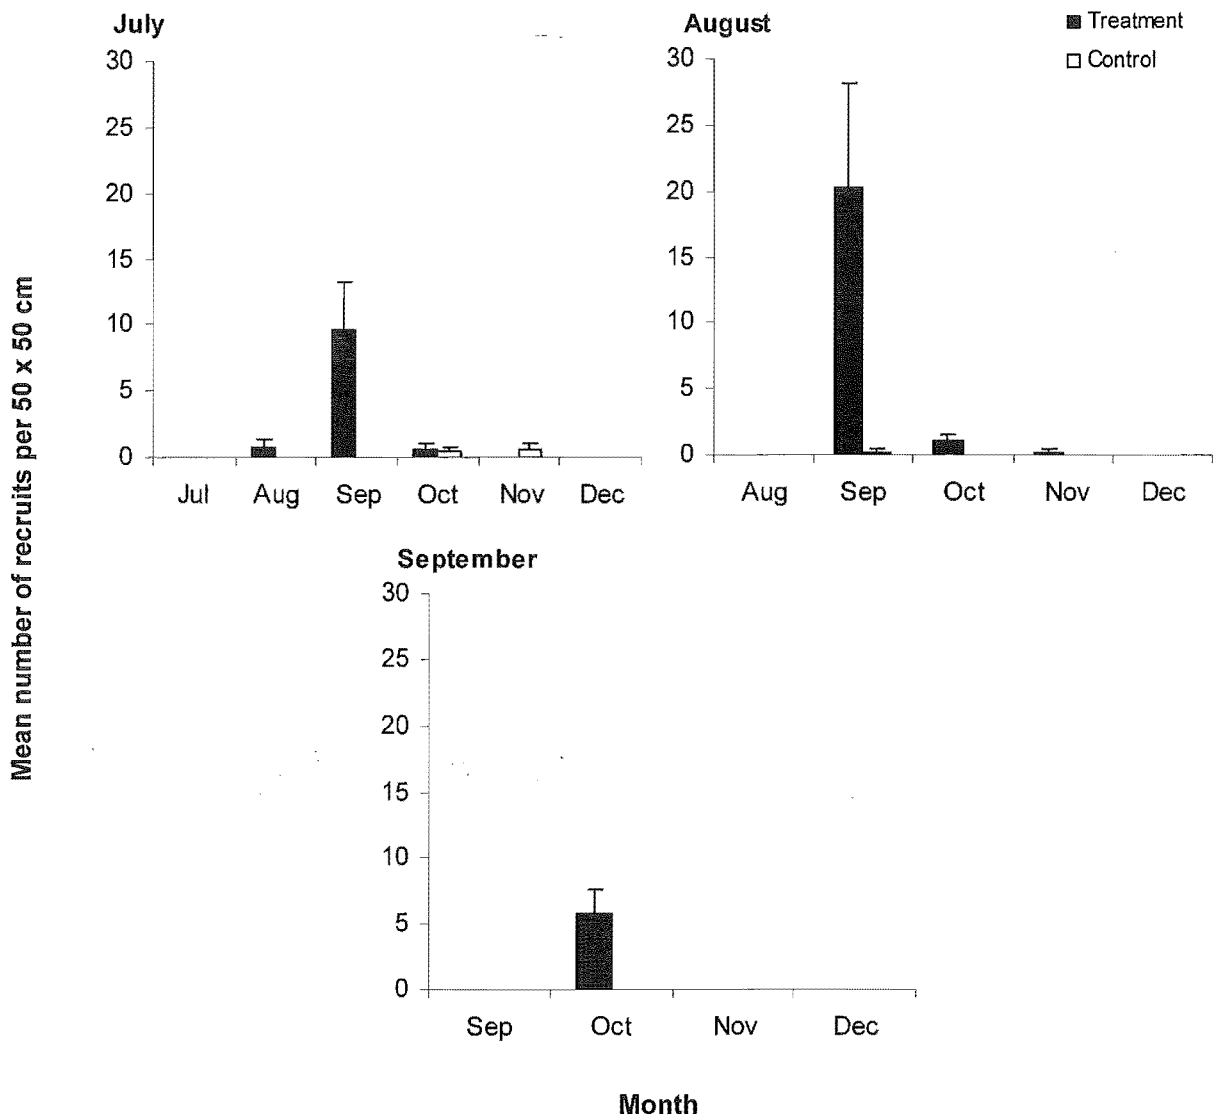 July
30
25
20
15
10
5
0
Jul Aug Sep Oct Nov Dec
August
30
25
20
15
10
5
0
Aug Sep Oct Nov Dec
Treatment
Control
Mean number of recruits per 50 x 50 cm
September
30
25
20
15
10
5
0
Sep Oct Nov Dec
Month